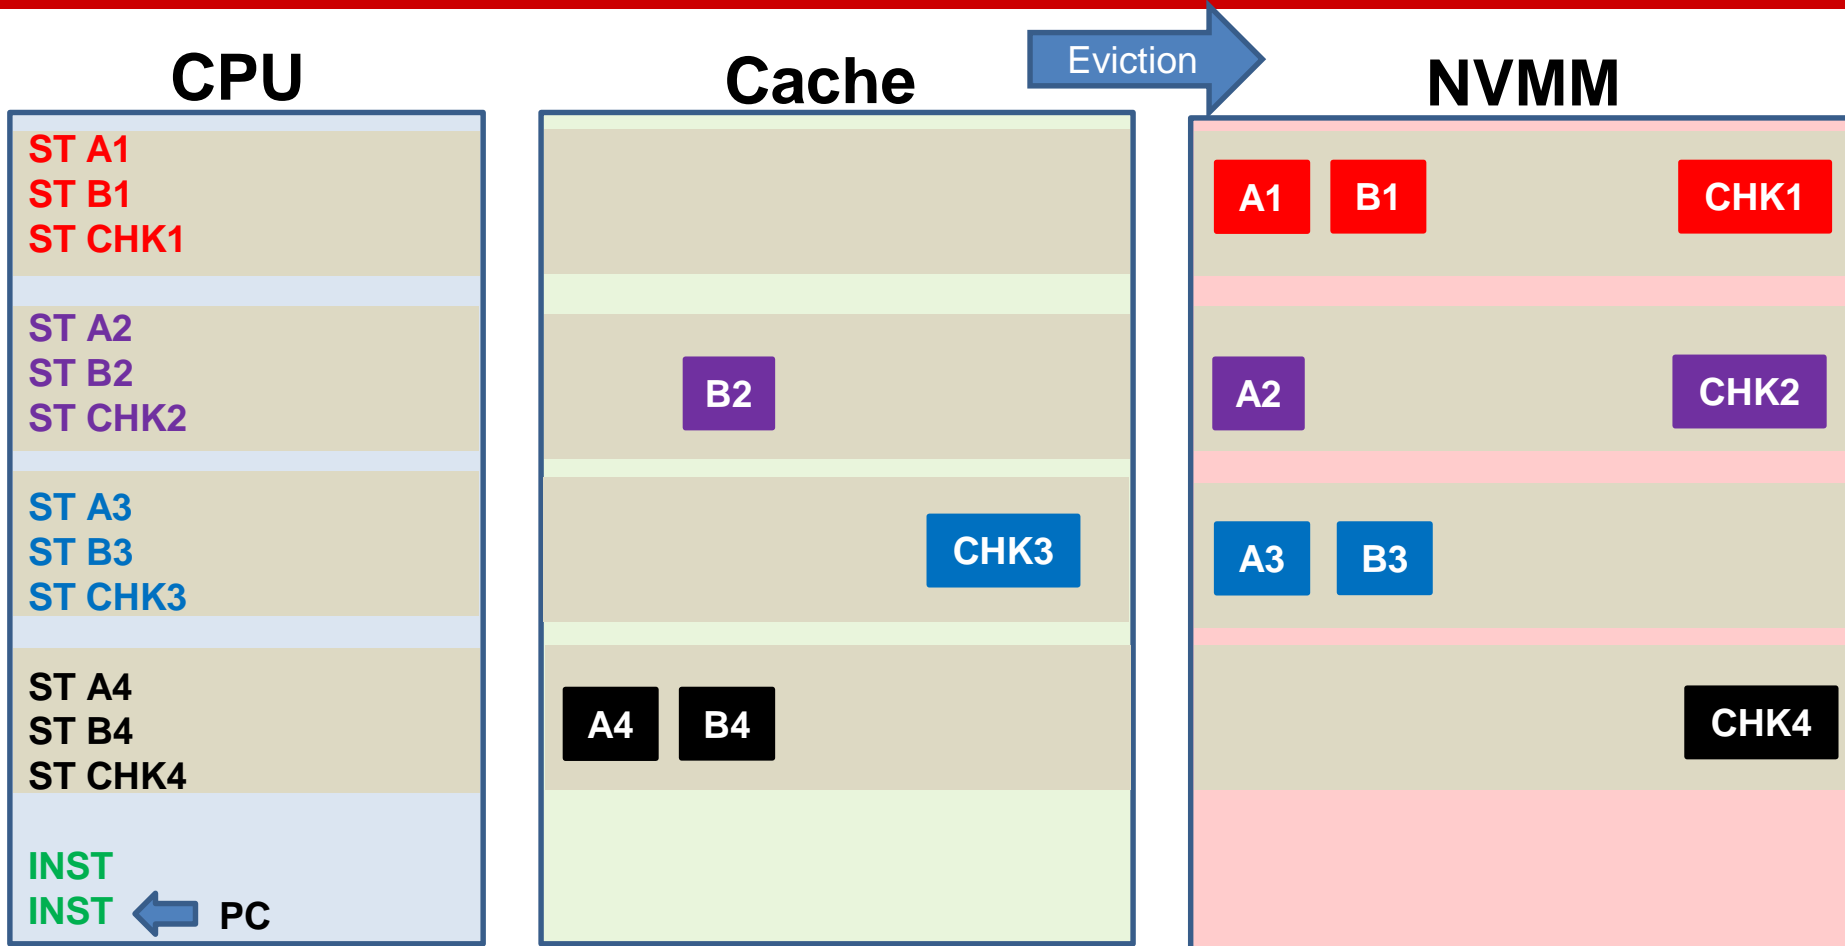 CPU
Cache
Eviction
NVMM
ST A1
ST B1
ST CHK1
A1 B1 CHK1
ST A2
ST B2
ST CHK2
B2
A2 CHK2
ST A3
ST B3
ST CHK3
CHK3
A3 B3
ST A4
ST B4
ST CHK4
A4 B4
CHK4
INST
INST PC